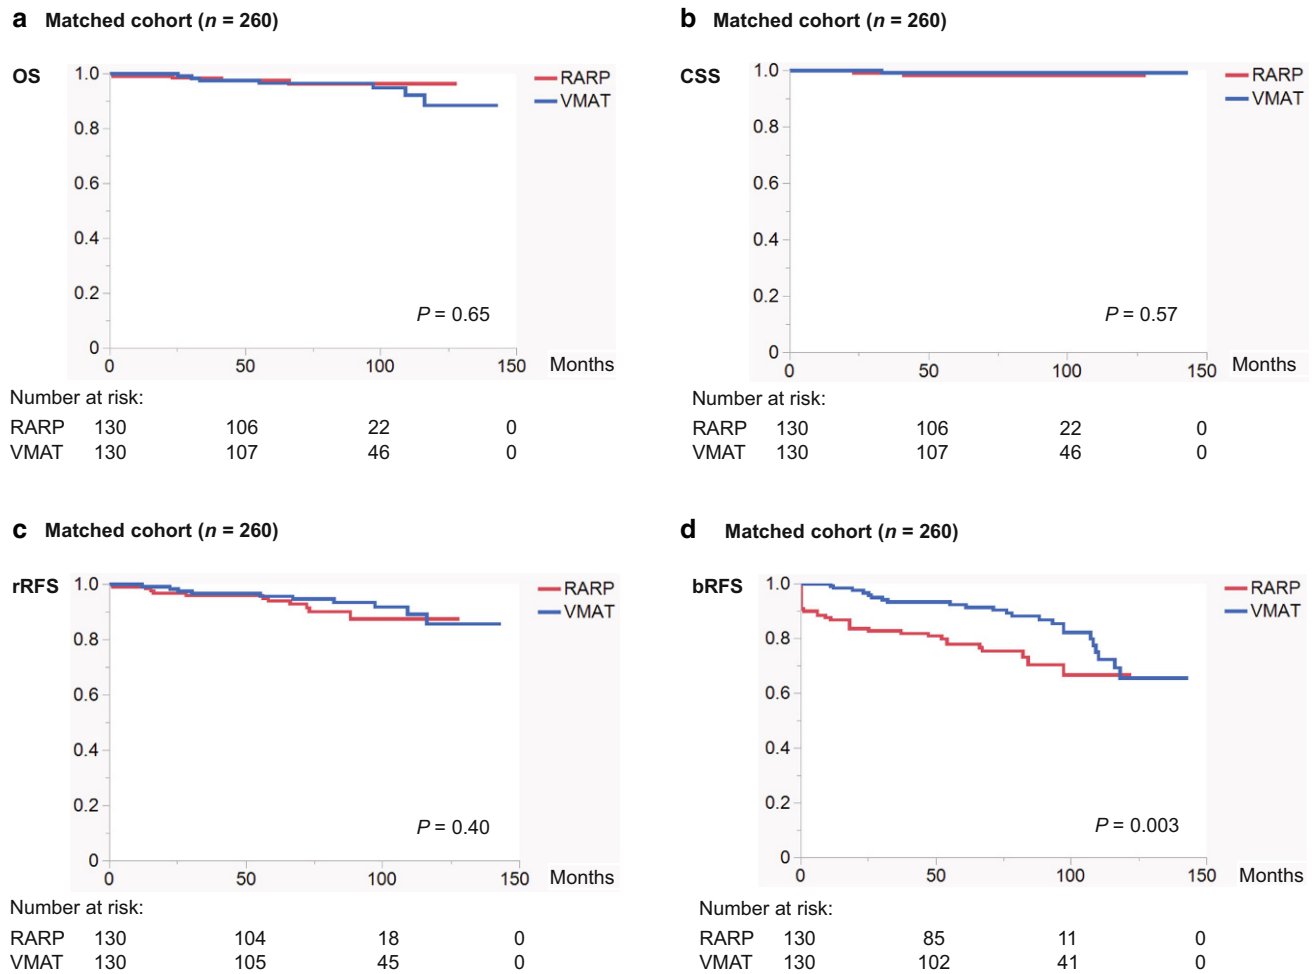 a Matched cohort (n = 260)
OS
1.0
0.8
0.6
0.4
0.2
0
RARP
VMAT
P = 0.65
0 50 100 150 Months
Number at risk:
RARP 130 106 22 0
VMAT 130 107 46 0
b Matched cohort (n = 260)
CSS
1.0
0.8
0.6
0.4
0.2
0
RARP
VMAT
P = 0.57
0 50 100 150 Months
Number at risk:
RARP 130 106 22 0
VMAT 130 107 46 0
c Matched cohort (n = 260)
rRFS
1.0
0.8
0.6
0.4
0.2
0
RARP
VMAT
P = 0.40
0 50 100 150 Months
Number at risk:
RARP 130 104 18 0
VMAT 130 105 45 0
d Matched cohort (n = 260)
bRFS
1.0
0.8
0.6
0.4
0.2
0
RARP
VMAT
P = 0.003
0 50 100 150 Months
Number at risk:
RARP 130 85 11 0
VMAT 130 102 41 0